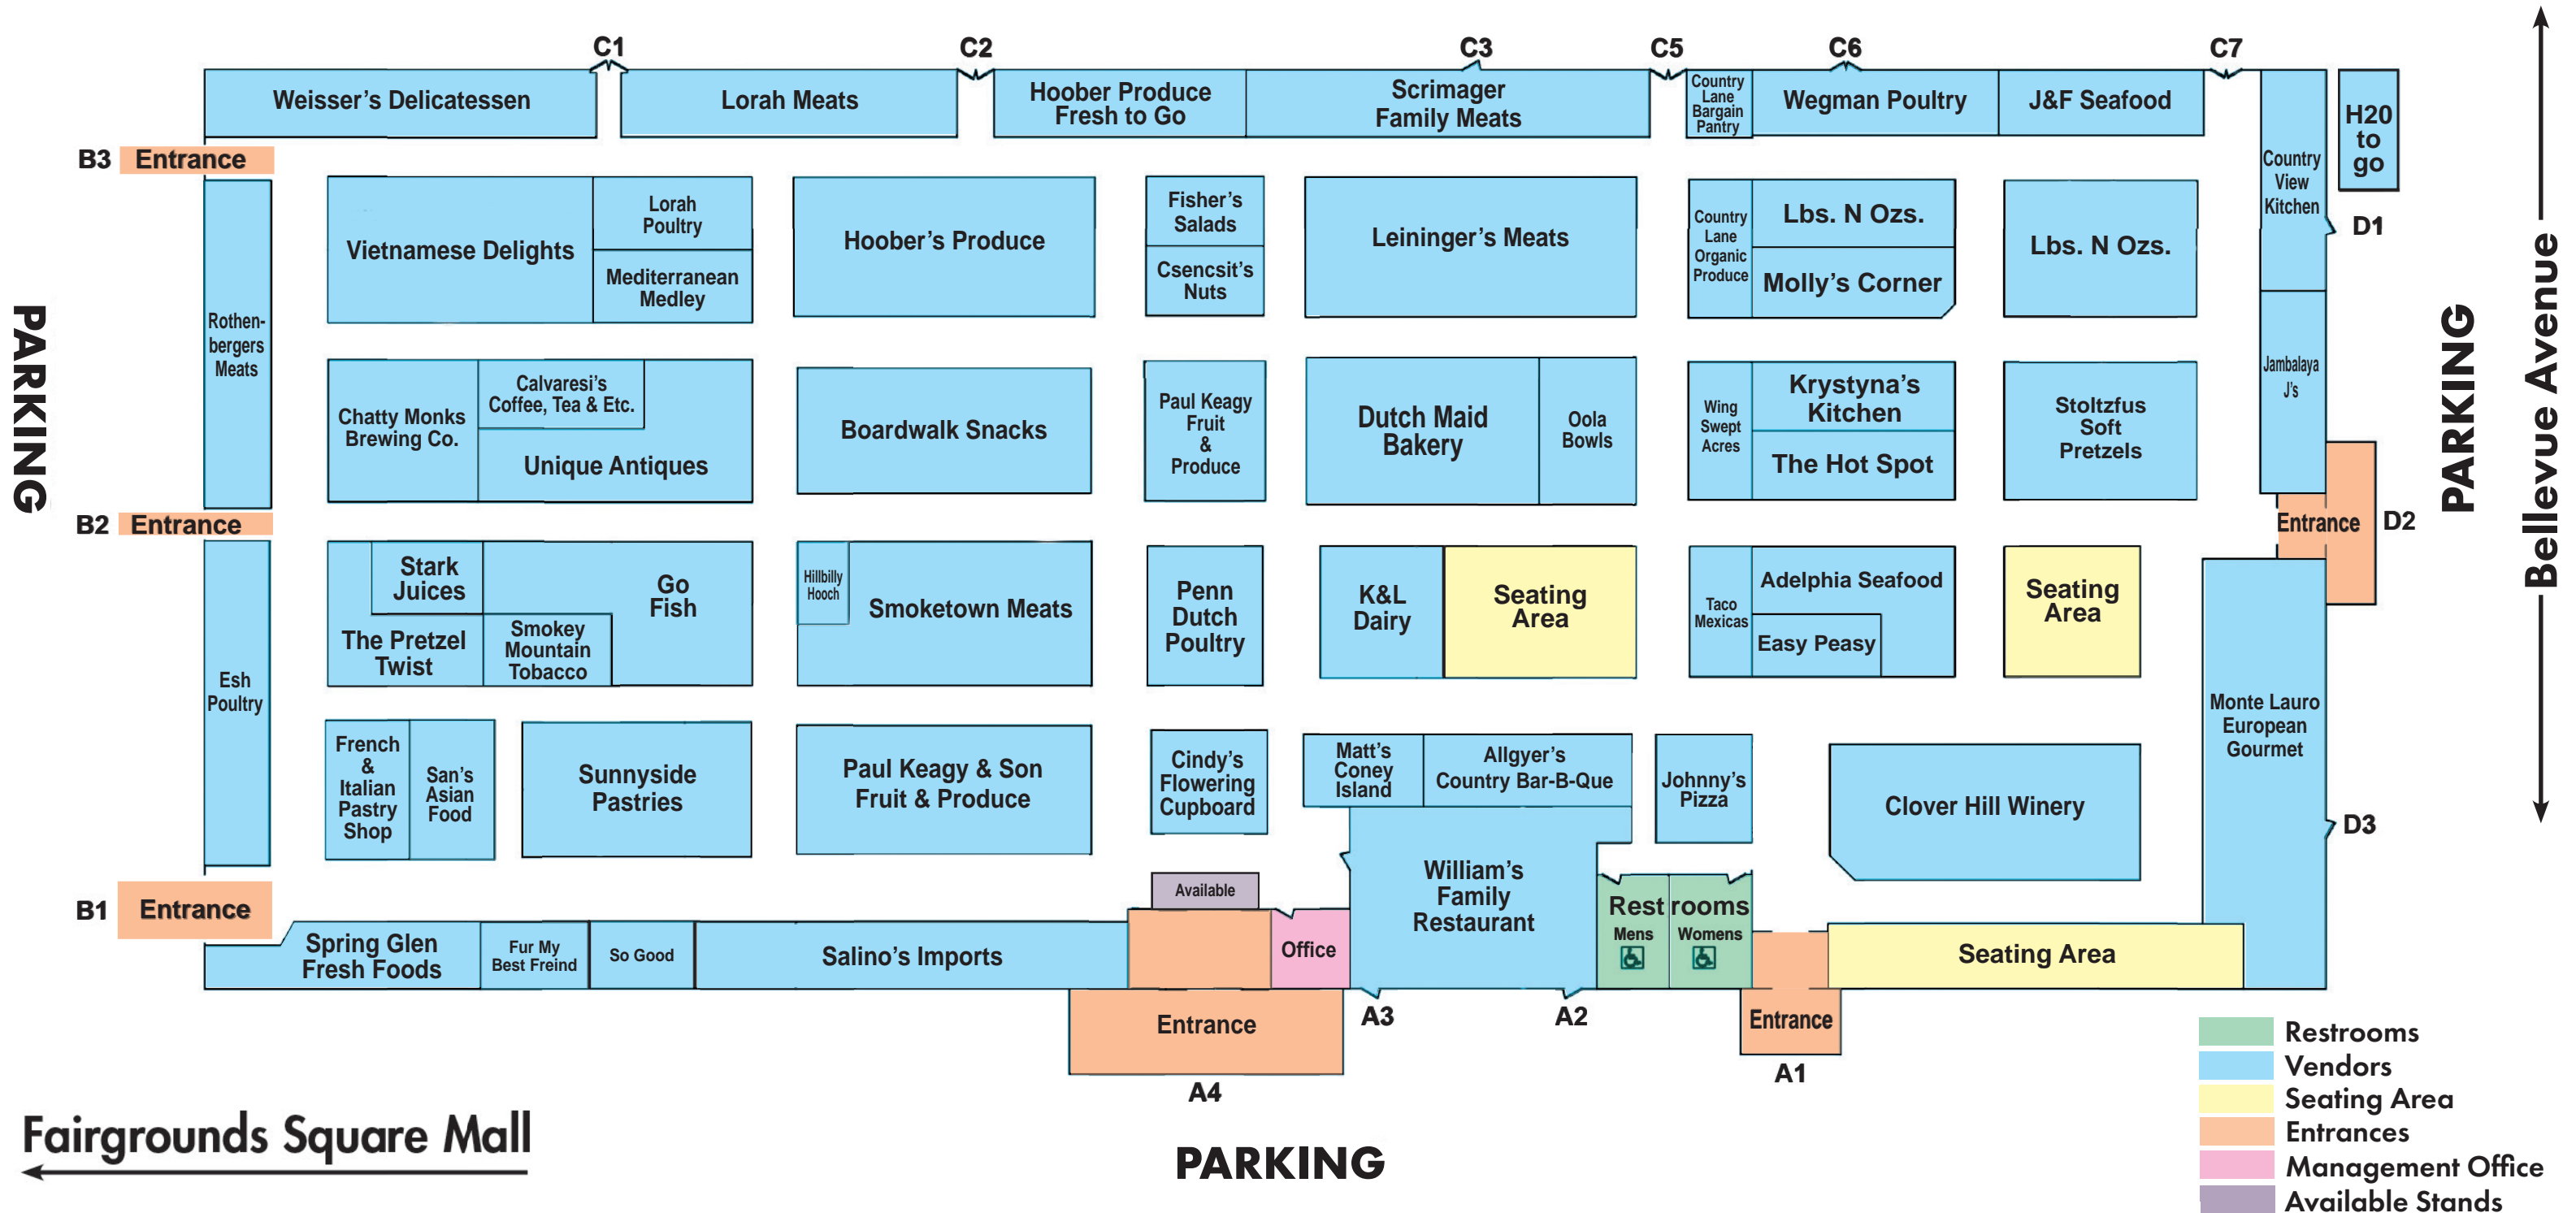 C1
C2
C3
C5
C6
C7
Weisser's Delicatessen
Lorah Meats
Hoober Produce
Fresh to Go
Scrimager
Family Meats
Country
Lane
Bargain
Pantry
Wegman Poultry
J&F Seafood
H20
to
go
B3
Entrance
Country
View
Kitchen
D1
Vietnamese Delights
Lorah
Poultry
Mediterranean
Medley
Hoober's Produce
Fisher's
Salads
Csencsit's
Nuts
Leininger's Meats
Country
Lane
Organic
Produce
Lbs. N Ozs.
Molly's Corner
Lbs. N Ozs.
PARKING
Rothen-
bergers
Meats
Chatty Monks
Brewing Co.
Calvaresi's
Coffee, Tea & Etc.
Unique Antiques
Boardwalk Snacks
Paul Keagy
Fruit
&
Produce
Dutch Maid
Bakery
Oola
Bowls
Wing
Swept
Acres
Krystyna's
Kitchen
The Hot Spot
Stoltzfus
Soft
Pretzels
Jambalaya
J's
PARKING
Bellevue Avenue
B2
Entrance
Entrance
D2
Esh
Poultry
Stark
Juices
The Pretzel
Twist
Smokey
Mountain
Tobacco
Go
Fish
Hillbilly
Hooch
Smoketown Meats
Penn
Dutch
Poultry
K&L
Dairy
Seating
Area
Taco
Mexicas
Adelphia Seafood
Easy Peasy
Seating
Area
Monte Lauro
European
Gourmet
D3
French
&
Italian
Pastry
Shop
San's
Asian
Food
Sunnyside
Pastries
Paul Keagy & Son
Fruit & Produce
Cindy's
Flowering
Cupboard
Matt's
Coney
Island
Allgyer's
Country Bar-B-Que
Johnny's
Pizza
Clover Hill Winery
William's
Family
Restaurant
Available
Restrooms
Mens
Womens
B1
Entrance
Spring Glen
Fresh Foods
Fur My
Best Freind
So Good
Salino's Imports
Office
Seating Area
Entrance
A3
A2
Entrance
A4
A1
Fairgrounds Square Mall
PARKING
Restrooms
Vendors
Seating Area
Entrances
Management Office
Available Stands